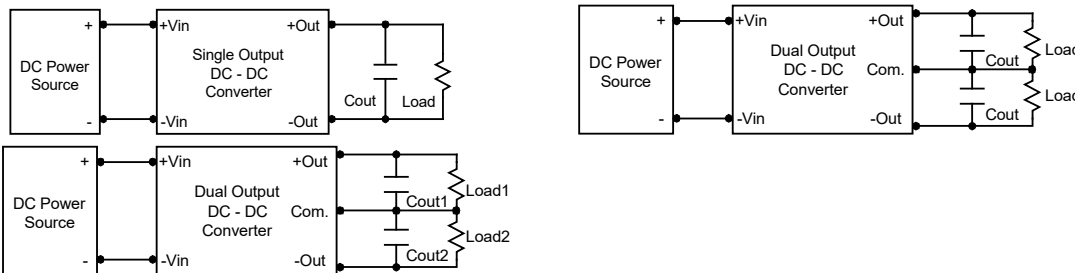 +
+Vin
+Out
DC Power
Source
Single Output
DC - DC
Converter
Cout
Load
-
-Vin
-Out
+
+Vin
+Out
DC Power
Source
Dual Output
DC - DC
Converter
Com.
Cout
Cout
-
-Vin
-Out
+
+Vin
+Out
DC Power
Source
Dual Output
DC - DC
Converter
Com.
Cout1
Load1
Cout2
Load2
-
-Vin
-Out